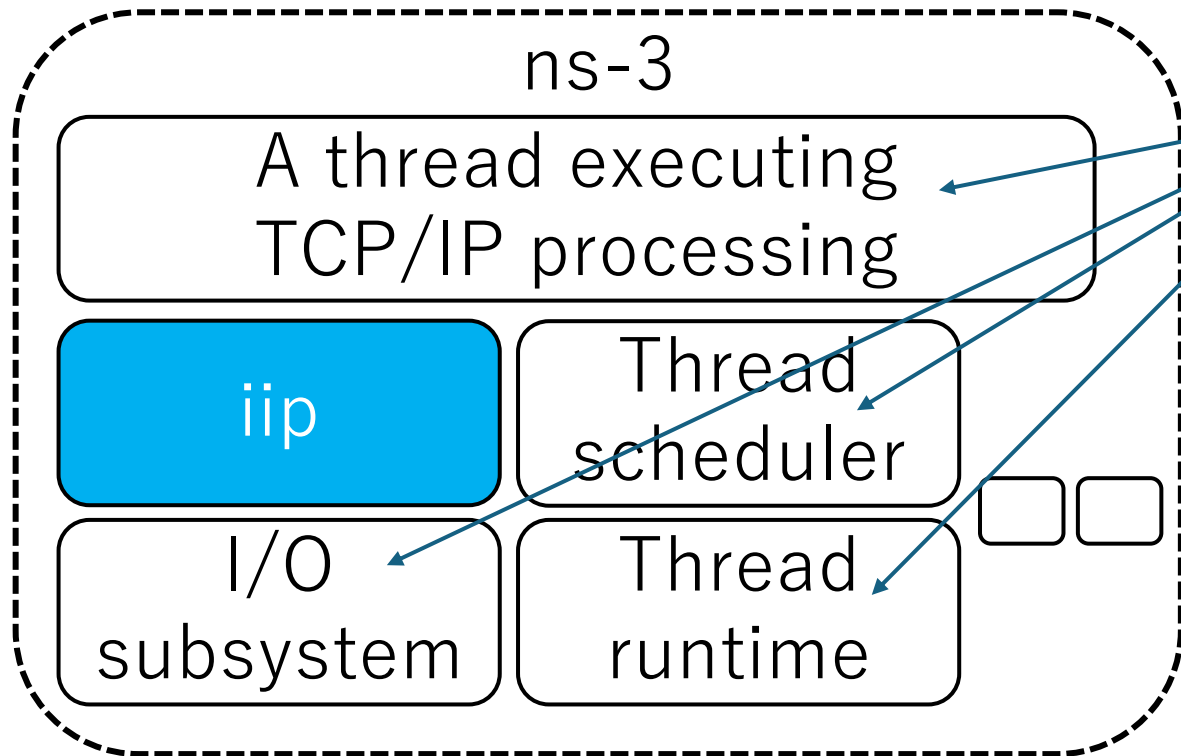 ns-3
A thread executing
TCP/IP processing
iip
Thread
scheduler
I/O
subsystem
Thread
runtime